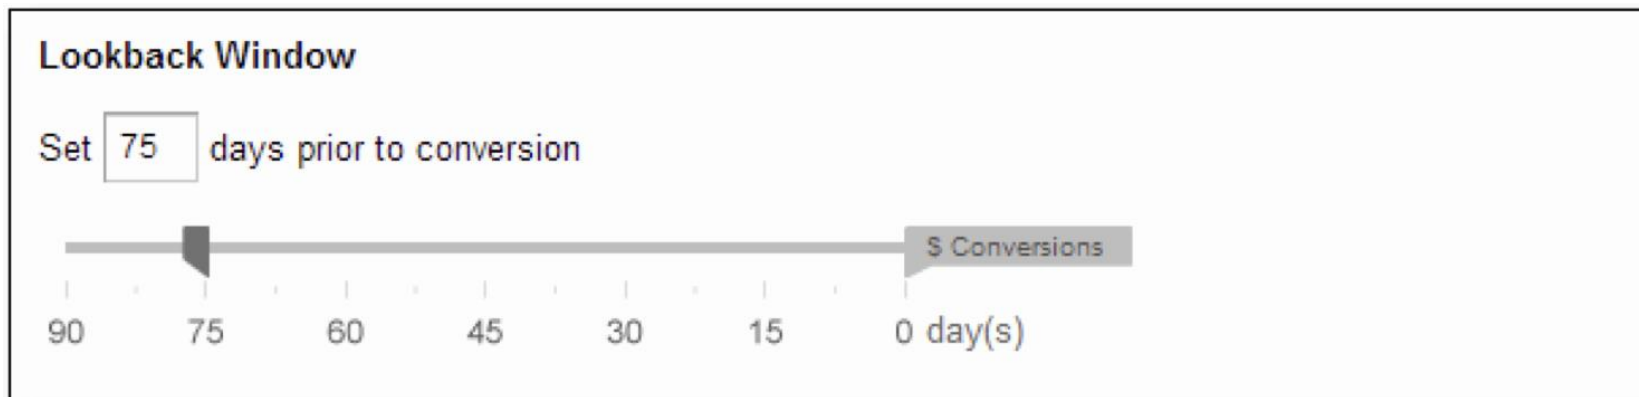 Lookback Window
Set 75 days prior to conversion
$ Conversions
90 75 60 45 30 15 0 day(s)